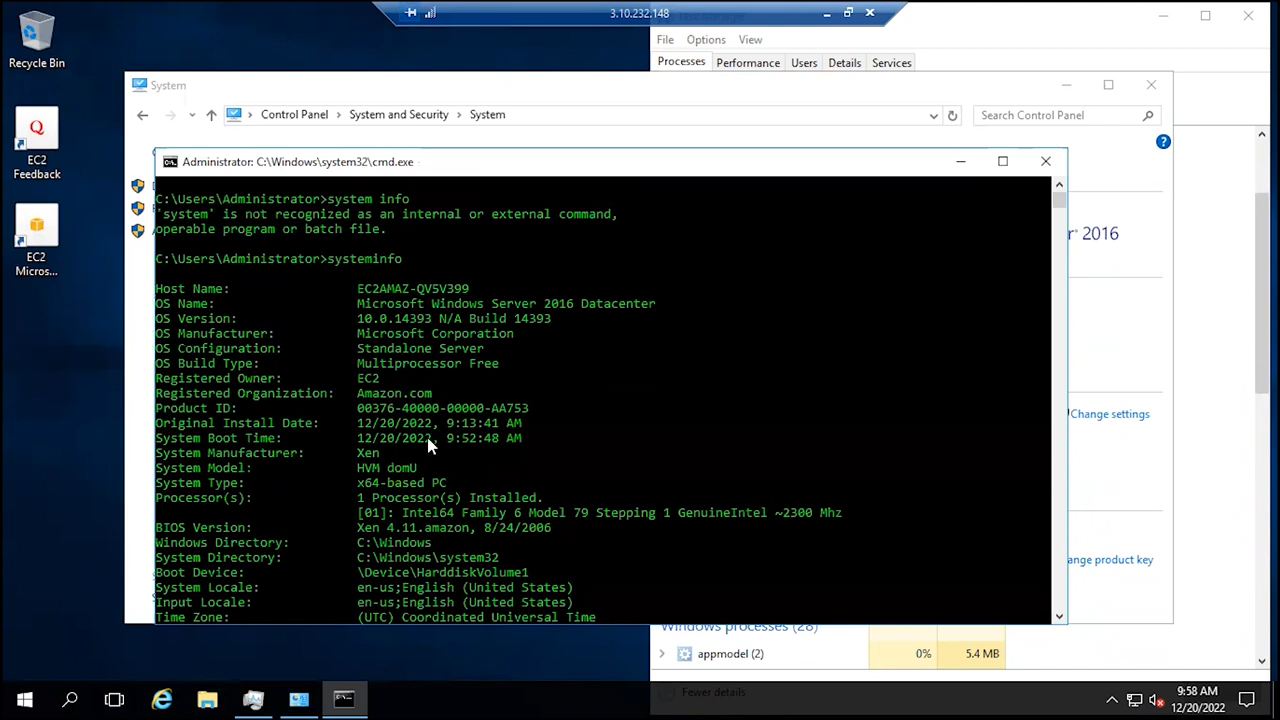 3.10.232.148
Recycle Bin
EC2
Feedback
EC2
Micros...
File Options View
Processes Performance Users Details Services
System
Control Panel > System and Security > System
Search Control Panel
Administrator: C:\Windows\system32\cmd.exe
C:\Users\Administrator>system info
'system' is not recognized as an internal or external command,
operable program or batch file.
C:\Users\Administrator>systeminfo
Host Name: EC2AMAZ-QV5V399
OS Name: Microsoft Windows Server 2016 Datacenter
OS Version: 10.0.14393 N/A Build 14393
OS Manufacturer: Microsoft Corporation
OS Configuration: Standalone Server
OS Build Type: Multiprocessor Free
Registered Owner: EC2
Registered Organization: Amazon.com
Product ID: 00376-40000-00000-AA753
Original Install Date: 12/20/2022, 9:13:41 AM
System Boot Time: 12/20/2022, 9:52:48 AM
System Manufacturer: Xen
System Model: HVM domU
System Type: x64-based PC
Processor(s): 1 Processor(s) Installed.
[01]: Intel64 Family 6 Model 79 Stepping 1 GenuineIntel ~2300 Mhz
BIOS Version: Xen 4.11.amazon, 8/24/2006
Windows Directory: C:\Windows
System Directory: C:\Windows\system32
Boot Device: \Device\HarddiskVolume1
System Locale: en-us;English (United States)
Input Locale: en-us;English (United States)
Time Zone: (UTC) Coordinated Universal Time
2016
Change settings
change product key
Windows processes (28)
appmodel (2) 0% 5.4 MB
Fewer details
9:58 AM
12/20/2022